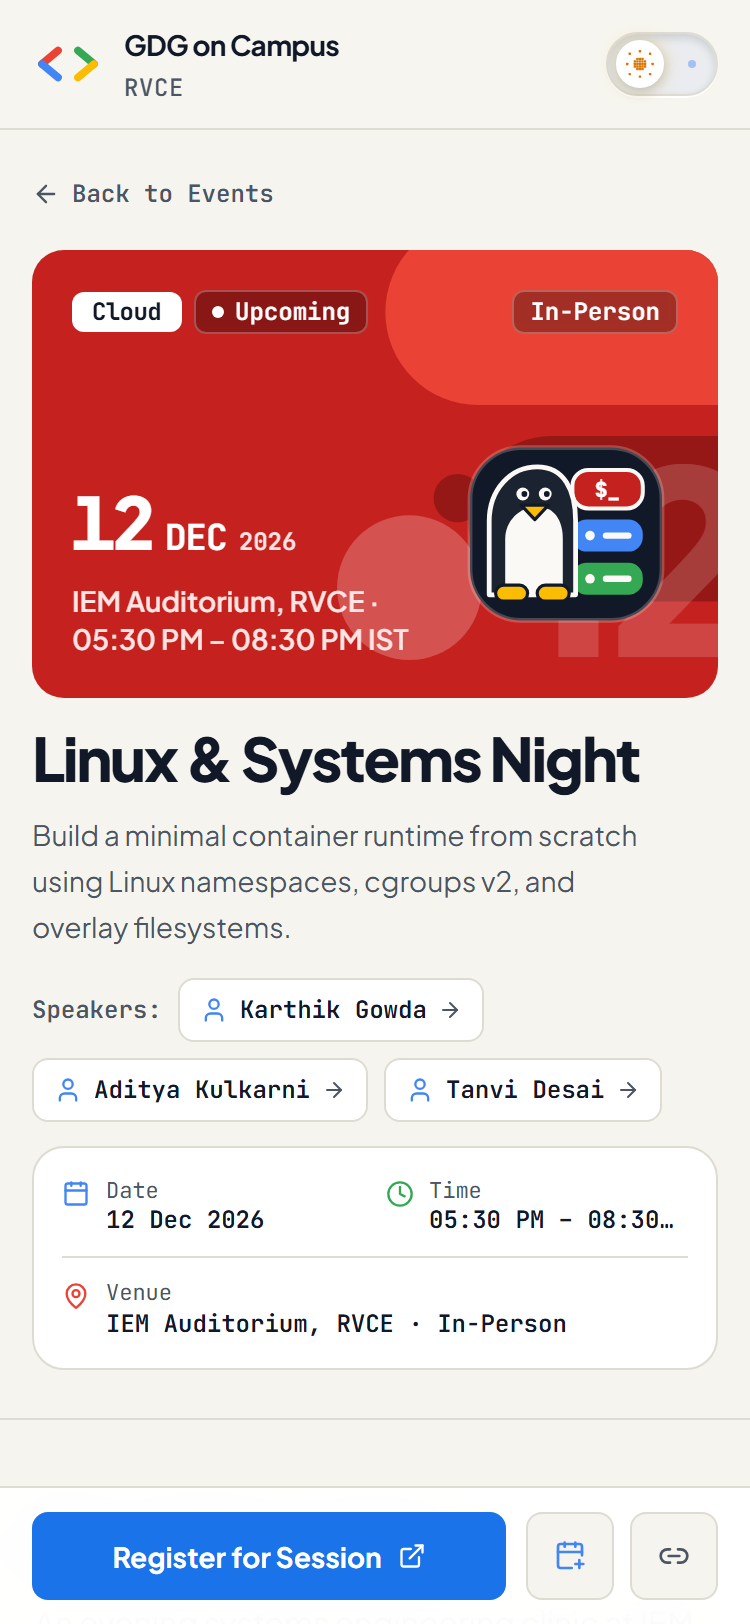 GDG on Campus
RVCE
Back to Events
Cloud
Upcoming
In-Person
12 DEC 2026
$_
12
IEM Auditorium, RVCE ·
05:30 PM – 08:30 PM IST
Linux & Systems Night
Build a minimal container runtime from scratch
using Linux namespaces, cgroups v2, and
overlay filesystems.
Speakers:
Karthik Gowda
Aditya Kulkarni
Tanvi Desai
Date
12 Dec 2026
Time
05:30 PM – 08:30…
Venue
IEM Auditorium, RVCE · In-Person
Register for Session